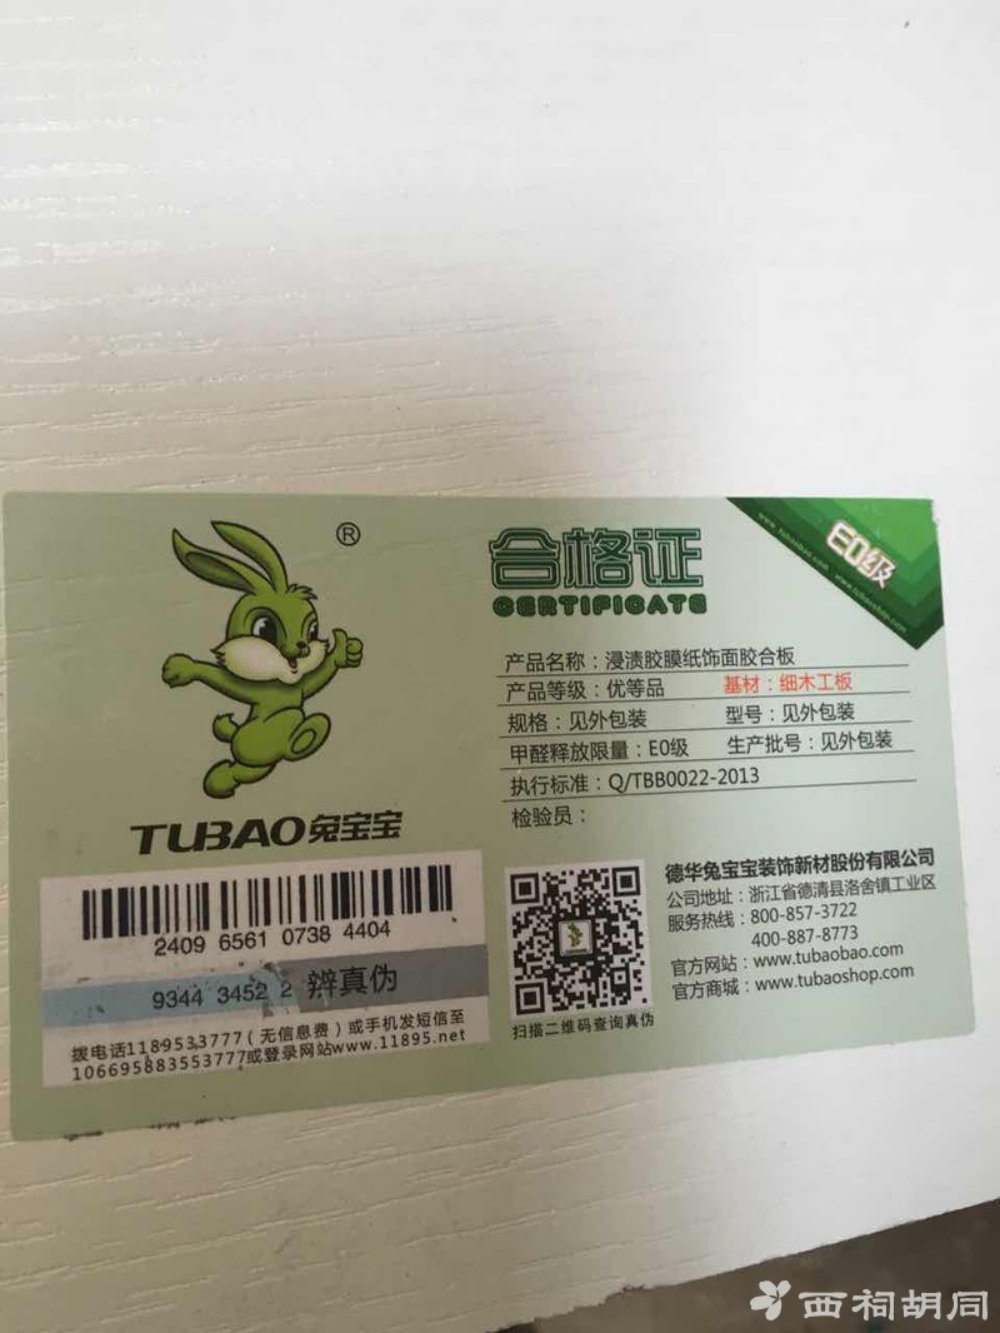 ®
合格证
CERTIFICATE
E0级
产品名称：浸渍胶膜纸饰面胶合板
产品等级：优等品 基材：细木工板
规格：见外包装 型号：见外包装
甲醛释放限量：E0级 生产批号：见外包装
执行标准：Q/TBB0022-2013
检验员：
TUBAO兔宝宝
2409 6561 0738 4404
9344 3452 2 辨真伪
拨电话1189533777（无信息费）或手机发短信至
1066958835537​77或登录网站www.11895.net
扫描二维码查询真伪
德华兔宝宝装饰新材股份有限公司
公司地址：浙江省德清县洛舍镇工业区
服务热线：800-857-3722
400-887-8773
官方网站：www.tubaobao.com
官方商城：www.tubaoshop.com
西祠胡同